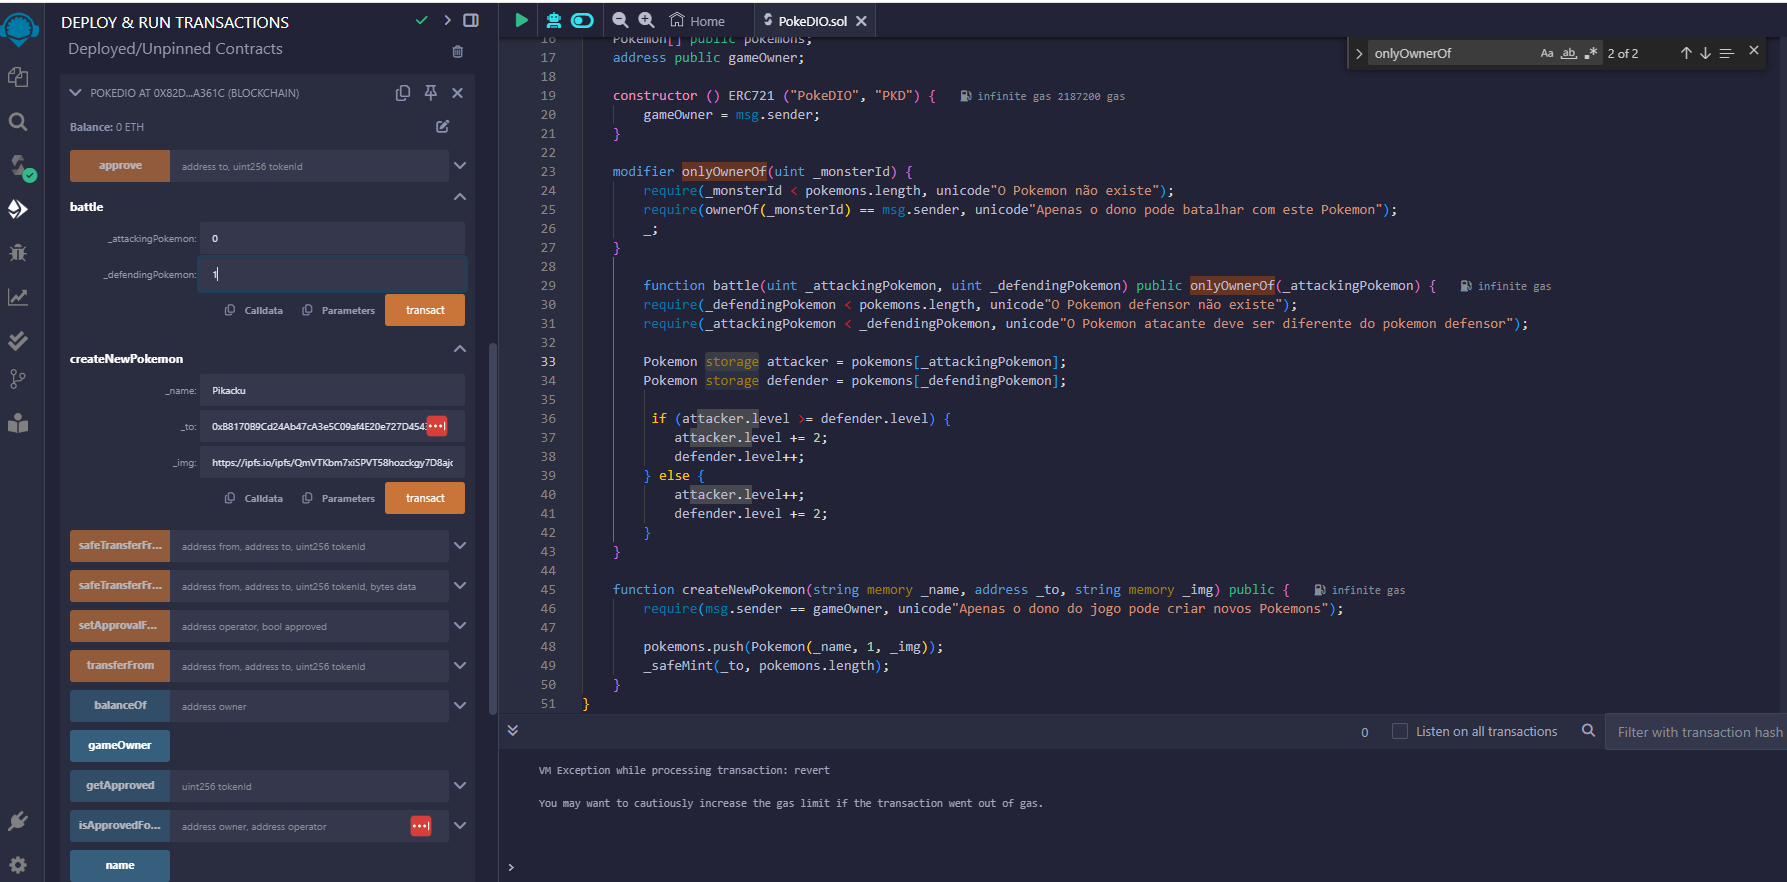 DEPLOY & RUN TRANSACTIONS
Deployed/Unpinned Contracts
POKEDIO AT 0X82D...A361C (BLOCKCHAIN)
Balance: 0 ETH
approve address to, uint256 tokenId
battle
_attackingPokemon: 0
_defendingPokemon: 1
Calldata Parameters transact
createNewPokemon
_name: Pikacku
_to: 0xB8170B9Cd24Ab47cA3e5C09af4E20e727D454
_img: https://ipfs.io/ipfs/QmVTKbm7xiSPVT58hozckgy7D8ajc
Calldata Parameters transact
safeTransferFr... address from, address to, uint256 tokenId
safeTransferFr... address from, address to, uint256 tokenId, bytes data
setApprovalF... address operator, bool approved
transferFrom address from, address to, uint256 tokenId
balanceOf address owner
gameOwner
getApproved uint256 tokenId
isApprovedFo... address owner, address operator
name
Home PokeDIO.sol
onlyOwnerOf Aa ab 2 of 2
16 Pokemon[] public pokemons;
17 address public gameOwner;
18
19 constructor () ERC721 ("PokeDIO", "PKD") { infinite gas 2187200 gas
20 gameOwner = msg.sender;
21 }
22
23 modifier onlyOwnerOf(uint _monsterId) {
24 require(_monsterId < pokemons.length, unicode"O Pokemon não existe");
25 require(ownerOf(_monsterId) == msg.sender, unicode"Apenas o dono pode batalhar com este Pokemon");
26 _;
27 }
28
29 function battle(uint _attackingPokemon, uint _defendingPokemon) public onlyOwnerOf(_attackingPokemon) { infinite gas
30 require(_defendingPokemon < pokemons.length, unicode"O Pokemon defensor não existe");
31 require(_attackingPokemon < _defendingPokemon, unicode"O Pokemon atacante deve ser diferente do pokemon defensor");
32
33 Pokemon storage attacker = pokemons[_attackingPokemon];
34 Pokemon storage defender = pokemons[_defendingPokemon];
35
36 if (attacker.level >= defender.level) {
37 attacker.level += 2;
38 defender.level++;
39 } else {
40 attacker.level++;
41 defender.level += 2;
42 }
43 }
44
45 function createNewPokemon(string memory _name, address _to, string memory _img) public { infinite gas
46 require(msg.sender == gameOwner, unicode"Apenas o dono do jogo pode criar novos Pokemons");
47
48 pokemons.push(Pokemon(_name, 1, _img));
49 _safeMint(_to, pokemons.length);
50 }
51 }
0 Listen on all transactions Filter with transaction hash
VM Exception while processing transaction: revert
You may want to cautiously increase the gas limit if the transaction went out of gas.
>